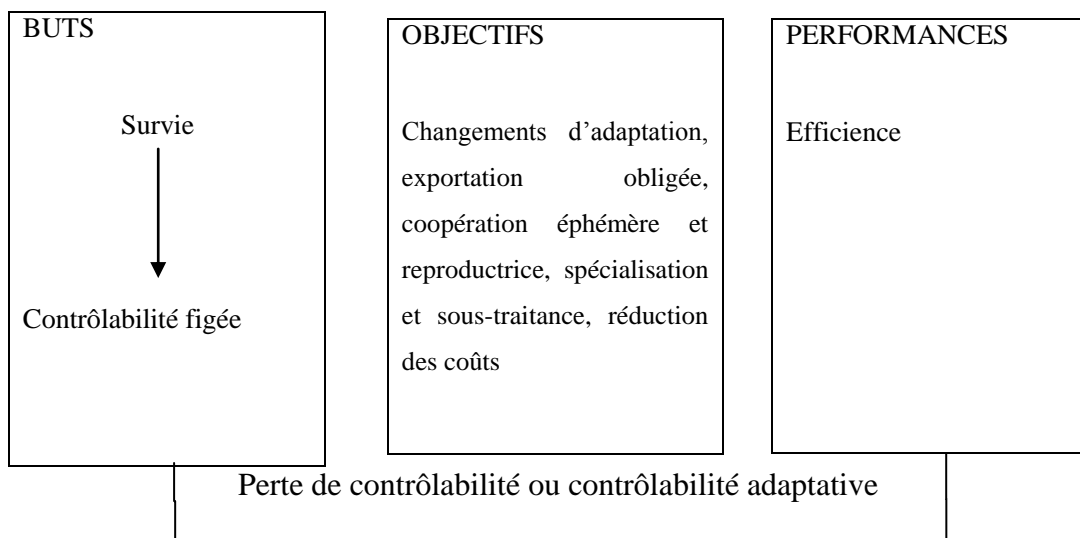 BUTS
Survie
Contrôlabilité figée
OBJECTIFS
Changements d’adaptation,
exportation obligée,
coopération éphémère et
reproductrice, spécialisation
et sous-traitance, réduction
des coûts
PERFORMANCES
Efficience
Perte de contrôlabilité ou contrôlabilité adaptative